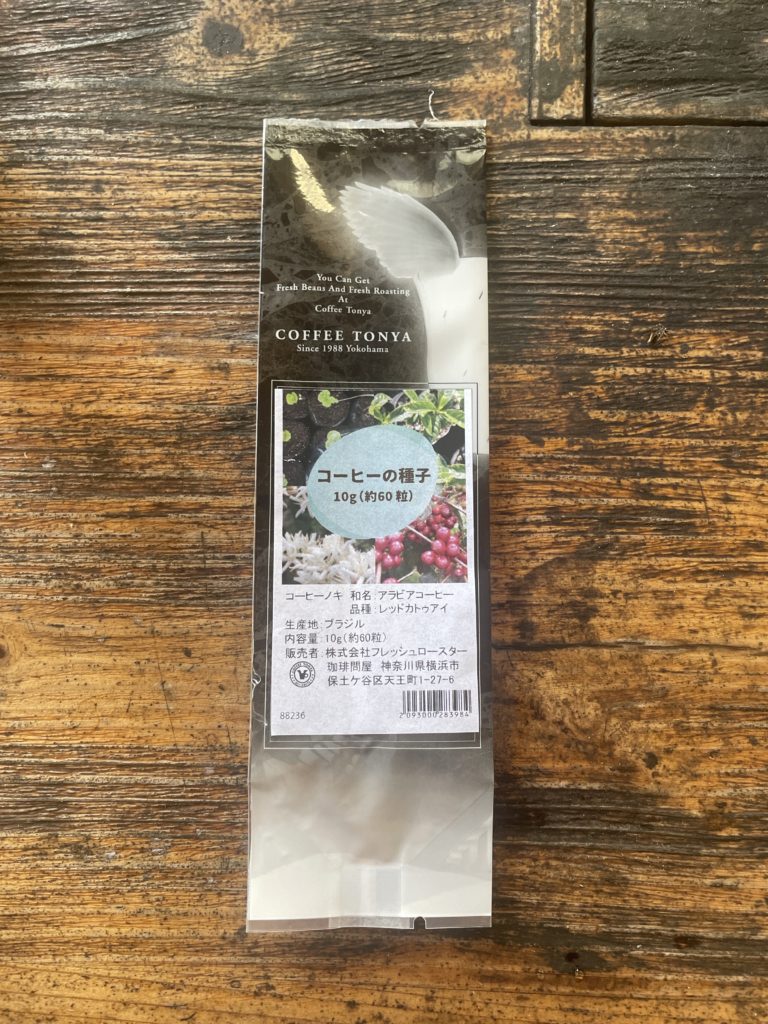 You Can Get
Fresh Beans And Fresh Roasting
At
Coffee Tonya
COFFEE TONYA
Since 1988 Yokohama
コーヒーの種子
10g(約60粒)
コーヒーノキ 和名:アラビアコーヒー
品種:レッドカトゥアイ
生産地:ブラジル
内容量:10g(約60粒)
販売者:株式会社フレッシュロースター
珈琲問屋 神奈川県横浜市
保土ケ谷区天王町1-27-6
88236
2093000283984